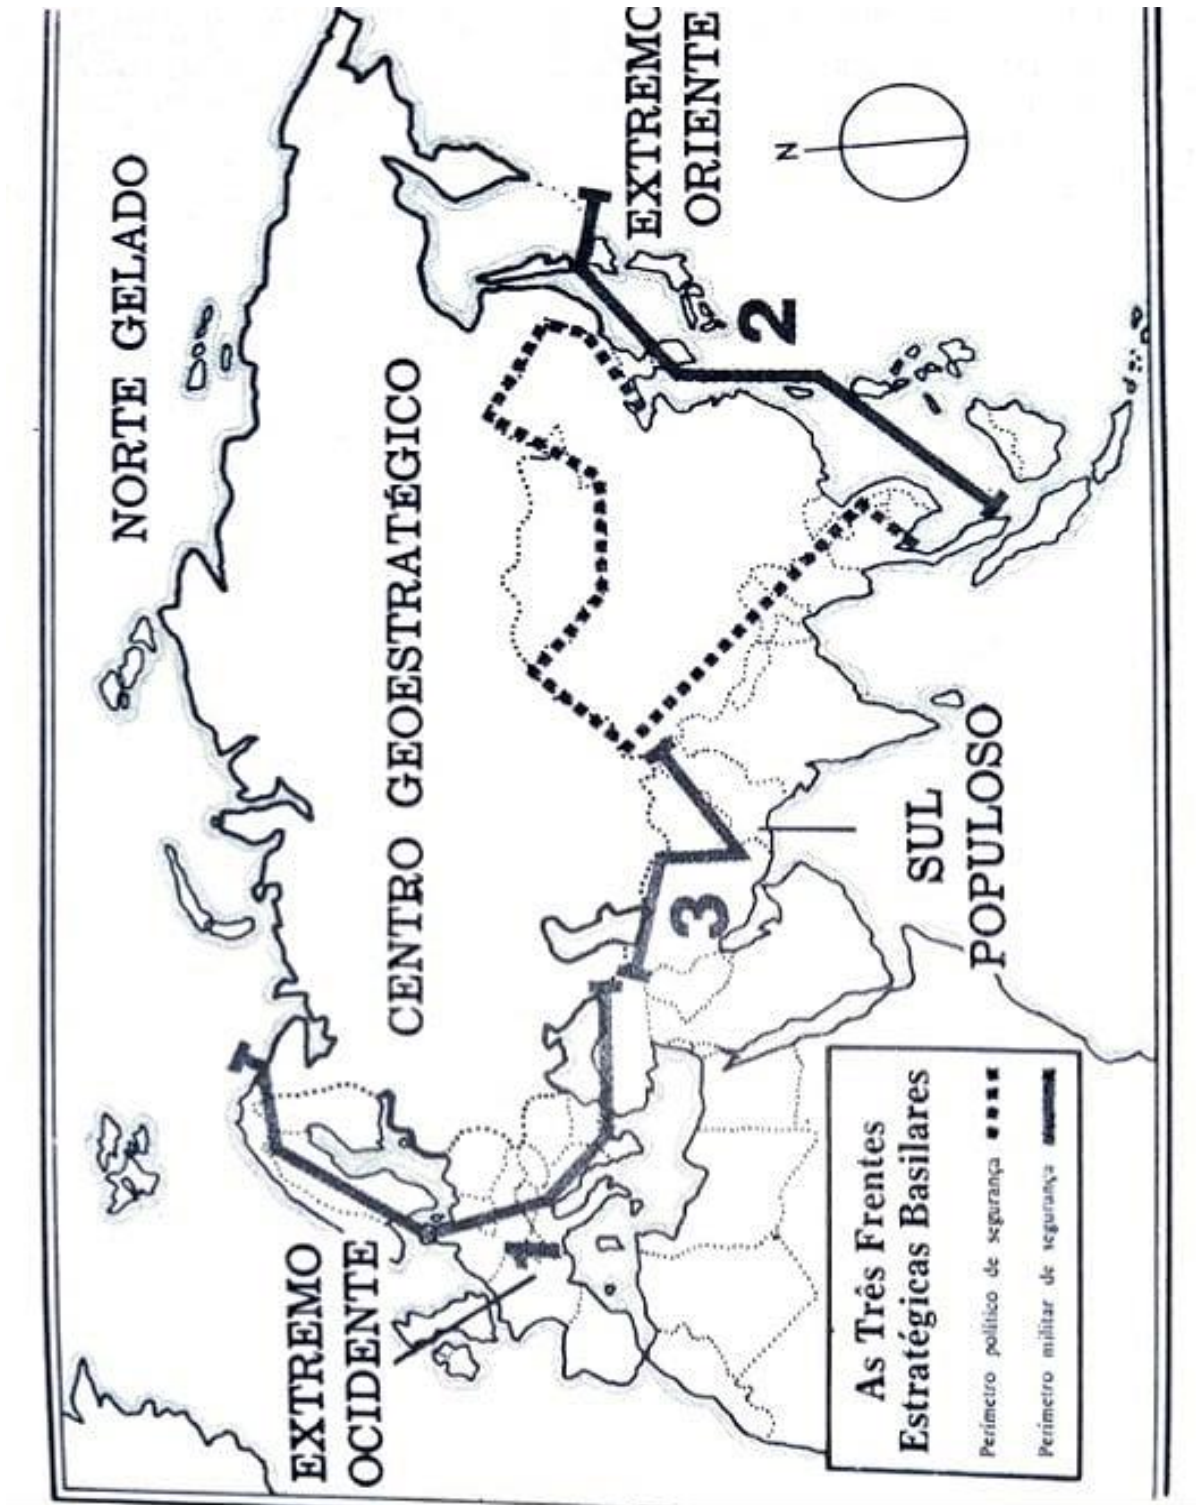 NORTE GELADO
CENTRO GEOESTRATÉGICO
EXTREMO
OCIDENTE
EXTREMO
ORIENTE
SUL
POPULOSO
N
1
2
3
As Três Frentes
Estratégicas Basilares
Perímetro político de segurança
Perímetro militar de segurança